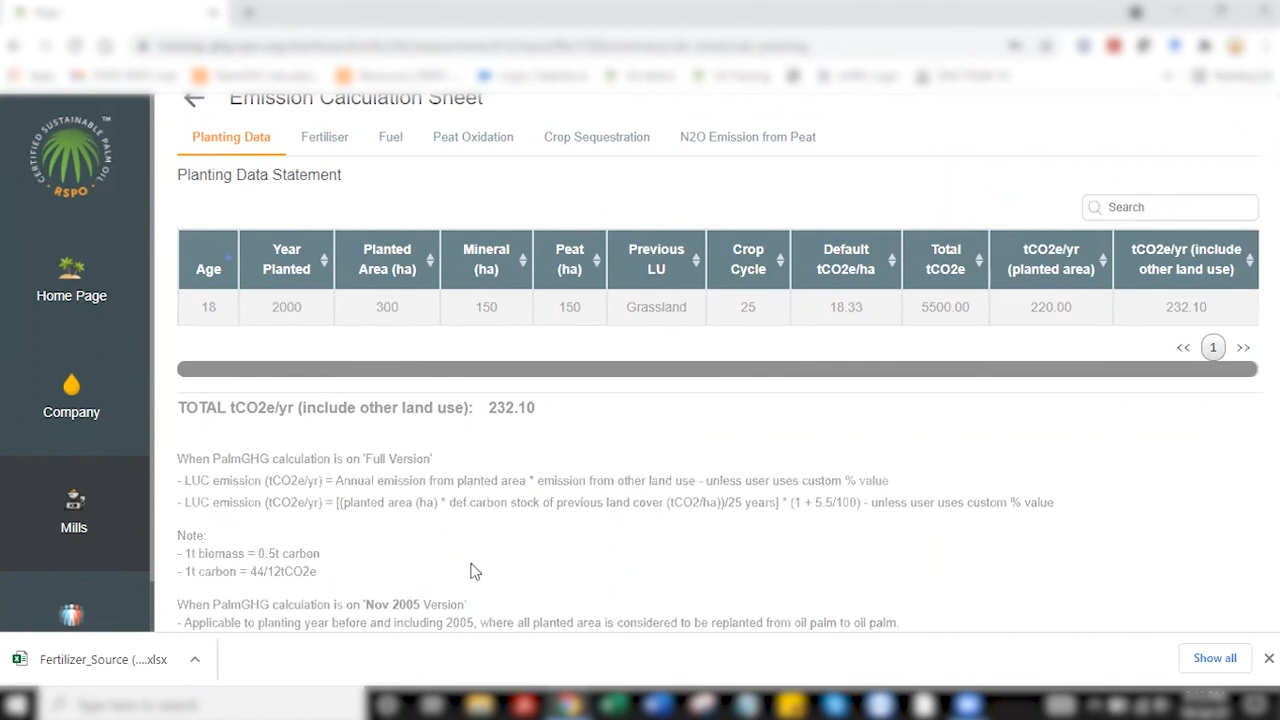 Emission Calculation Sheet
Planting Data Fertiliser Fuel Peat Oxidation Crop Sequestration N2O Emission from Peat
CERTIFIED SUSTAINABLE PALM OIL ™
RSPO
Planting Data Statement
Search
Age Year Planted Planted Area (ha) Mineral (ha) Peat (ha) Previous LU Crop Cycle Default tCO2e/ha Total tCO2e tCO2e/yr (planted area) tCO2e/yr (include other land use)
18 2000 300 150 150 Grassland 25 18.33 5500.00 220.00 232.10
<< 1 >>
Home Page
Company
Mills
TOTAL tCO2e/yr (include other land use): 232.10
When PalmGHG calculation is on 'Full Version'
- LUC emission (tCO2e/yr) = Annual emission from planted area * emission from other land use - unless user uses custom % value
- LUC emission (tCO2e/yr) = [(planted area (ha) * def.carbon stock of previous land cover (tCO2/ha))/25 years] * (1 + 5.5/100) - unless user uses custom % value
Note:
- 1t biomass = 0.5t carbon
- 1t carbon = 44/12tCO2e
When PalmGHG calculation is on 'Nov 2005 Version'
- Applicable to planting year before and including 2005, where all planted area is considered to be replanted from oil palm to oil palm.
Fertilizer_Source (....xlsx
Show all
Type here to search